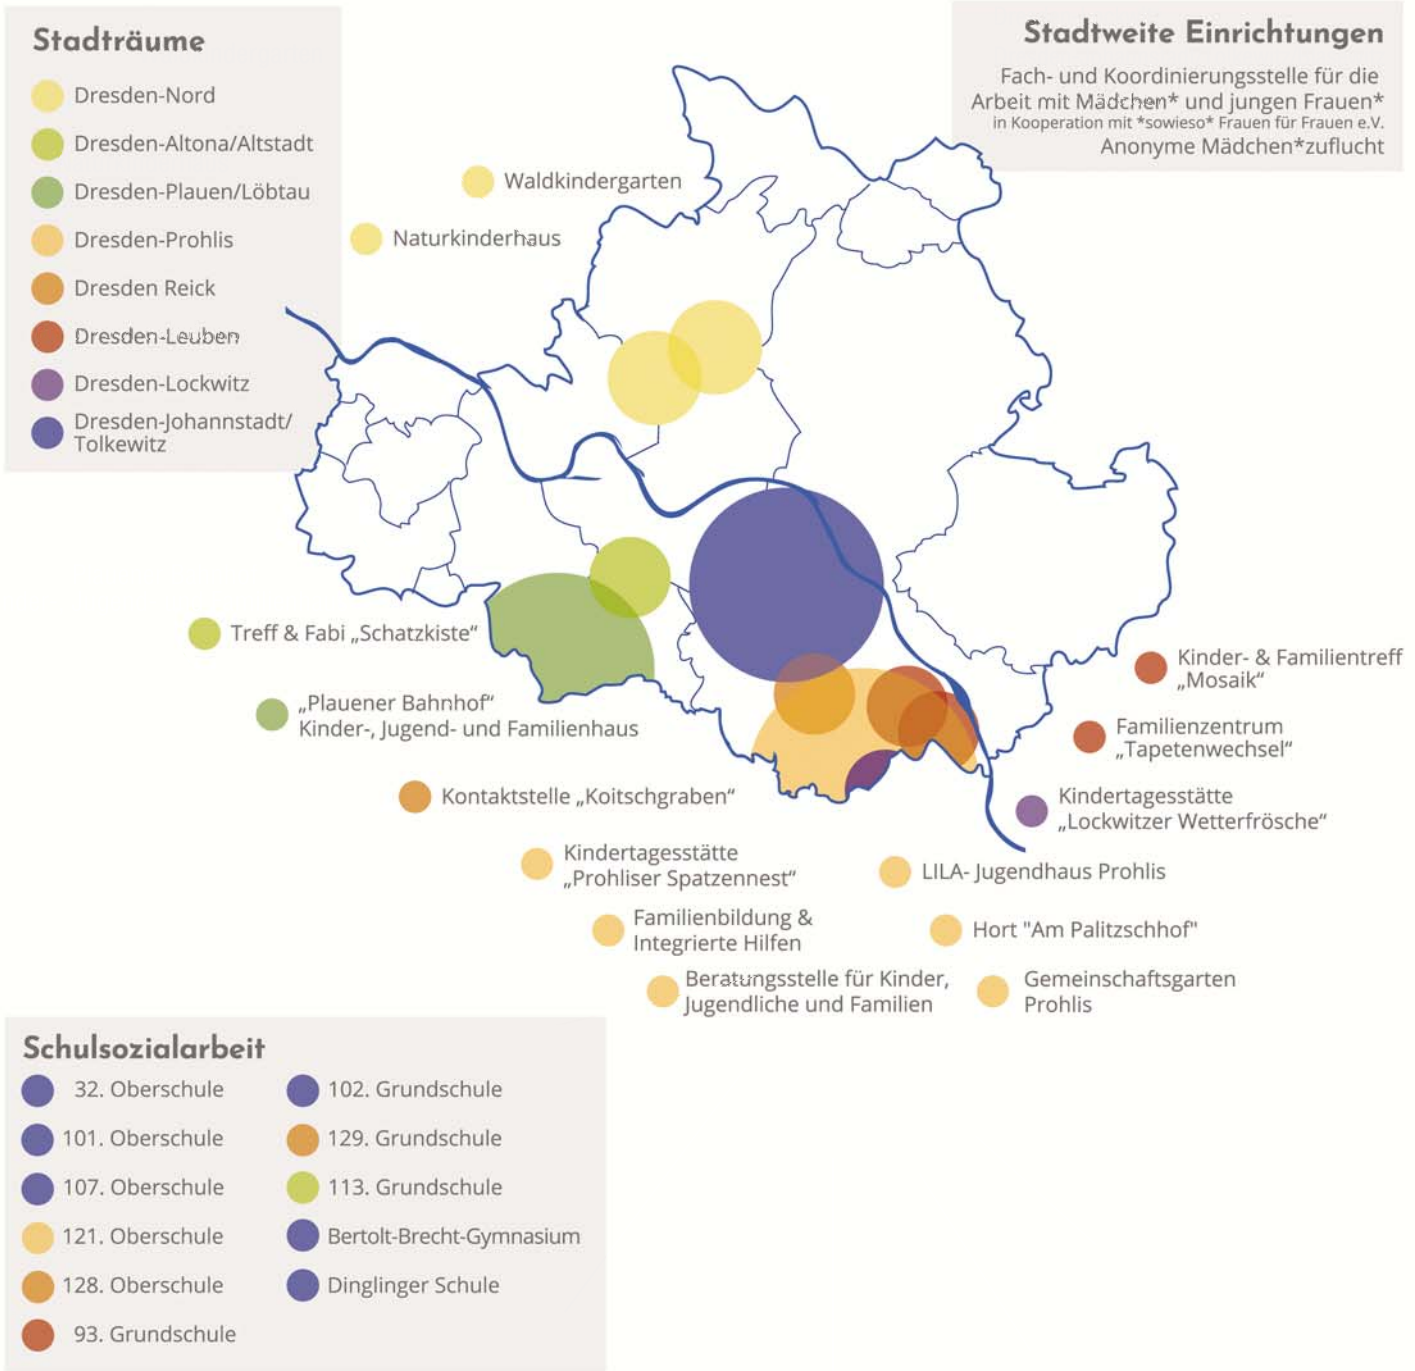 Stadträume
Dresden-Nord
Dresden-Altona/Altstadt
Dresden-Plauen/Löbtau
Dresden-Prohlis
Dresden Reick
Dresden-Leuben
Dresden-Lockwitz
Dresden-Johannstadt/
Tolkewitz
Stadtweite Einrichtungen
Fach- und Koordinierungsstelle für die
Arbeit mit Mädchen* und jungen Frauen*
in Kooperation mit *sowieso* Frauen für Frauen e.V.
Anonyme Mädchen*zuflucht
Waldkindergarten
Naturkinderhaus
Treff & Fabi „Schatzkiste“
„Plauener Bahnhof“
Kinder-, Jugend- und Familienhaus
Kontaktstelle „Koitschgraben“
Kindertagesstätte
„Prohliser Spatzennest“
Familienbildung &
Integrierte Hilfen
Beratungsstelle für Kinder,
Jugendliche und Familien
Kinder- & Familientreff
„Mosaik“
Familienzentrum
„Tapetenwechsel“
Kindertagesstätte
„Lockwitzer Wetterfrösche“
LILA- Jugendhaus Prohlis
Hort "Am Palitzschhof"
Gemeinschaftsgarten
Prohlis
Schulsozialarbeit
32. Oberschule
101. Oberschule
107. Oberschule
121. Oberschule
128. Oberschule
93. Grundschule
102. Grundschule
129. Grundschule
113. Grundschule
Bertolt-Brecht-Gymnasium
Dinglinger Schule